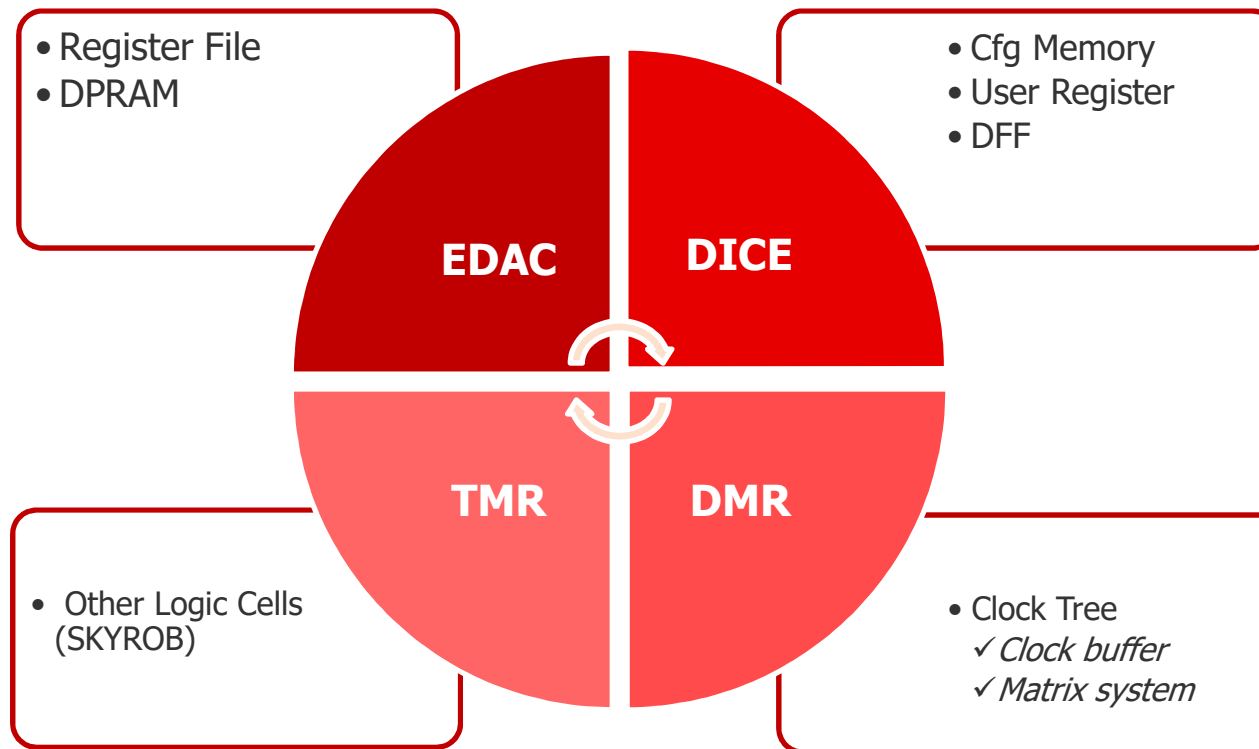 • Register File
• DPRAM
• Cfg Memory
• User Register
• DFF
EDAC
DICE
TMR
DMR
• Other Logic Cells
(SKYROB)
• Clock Tree
✓ Clock buffer
✓ Matrix system